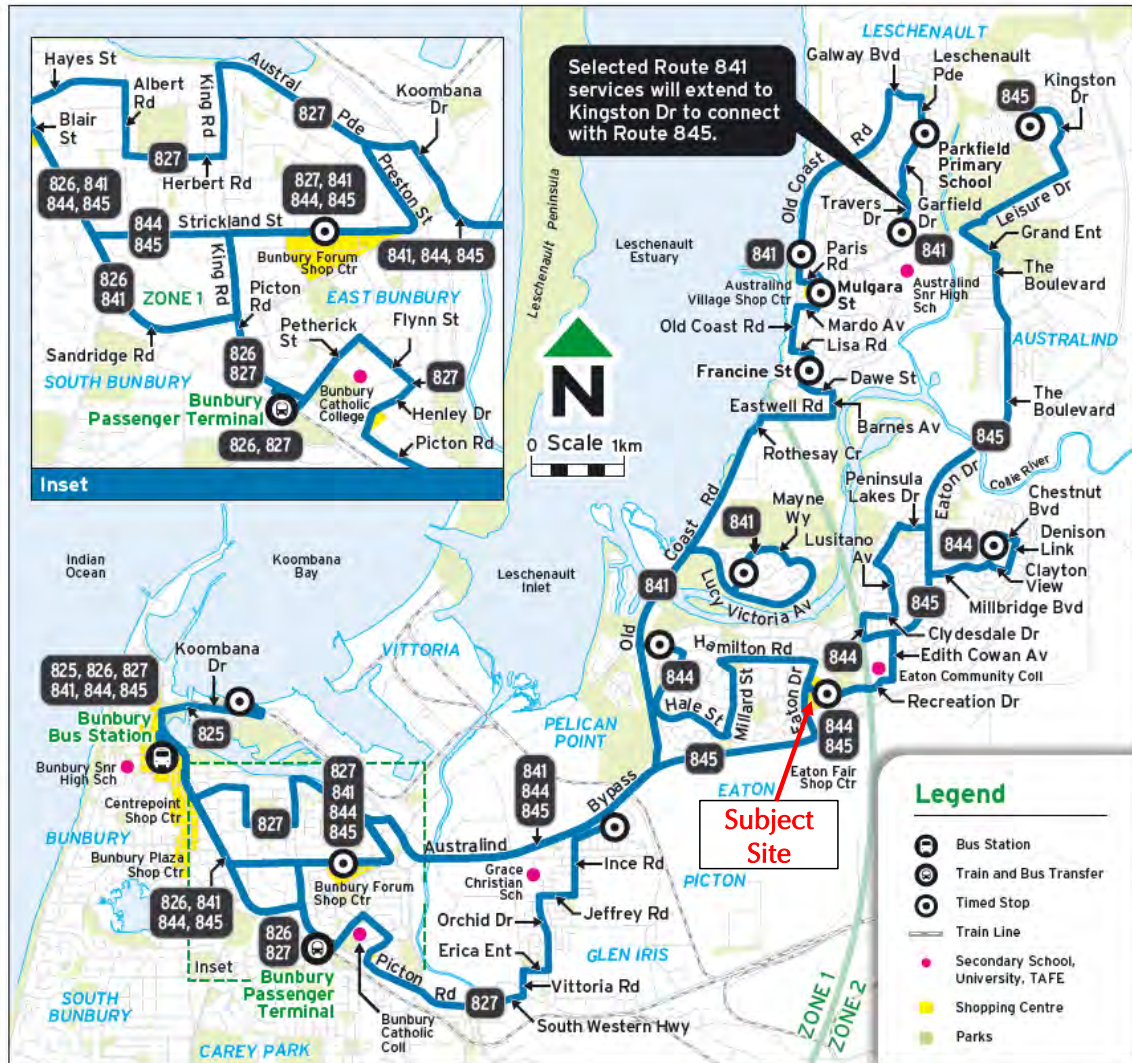 Hayes St
Albert
Rd
King Rd
Austral
Pde
827
Koombana
Dr
Blair
St
827
Herbert Rd
Preston St
826, 841
844, 845
827, 841
844, 845
844
845
Strickland St
Bunbury Forum
Shop Ctr
841, 844, 845
826
841
ZONE 1
King Rd
Picton
Rd
EAST BUNBURY
Sandridge Rd
Petherick
St
Flynn St
SOUTH BUNBURY
826
827
Bunbury
Catholic
College
827
Bunbury
Passenger Terminal
Henley Dr
826, 827
Picton Rd
Inset
Selected Route 841
services will extend to
Kingston Dr to connect
with Route 845.
LESCHENAULT
Galway Bvd
Leschenault
Pde
Kingston
Dr
845
Old Coast Rd
Parkfield
Primary
School
Leschenault Peninsula
Travers
Dr
Garfield
Dr
Leisure Dr
Grand Ent
841
841
Leschenault
Estuary
Paris
Rd
The
Boulevard
Australind
Village Shop Ctr
Mulgara
St
Australind
Snr High
Sch
Old Coast Rd
Mardo Av
Lisa Rd
AUSTRALIND
Francine St
Dawe St
N
Eastwell Rd
Barnes Av
The
Boulevard
0 Scale 1km
Rothesay Cr
845
Collie River
Eaton Dr
Peninsula
Lakes Dr
Chestnut
Bvd
Mayne
Wy
841
Lusitano
Av
844
Denison
Link
Indian
Ocean
Koombana
Bay
Leschenault
Inlet
Old Coast Rd
841
Lucy Victoria Av
Clayton
View
845
Millbridge Bvd
Clydesdale Dr
Hamilton Rd
844
Edith Cowan Av
Eaton Community Coll
VITTORIA
Koombana
Dr
825, 826, 827
841, 844, 845
844
Hale St
Millard St
Eaton Dr
Recreation Dr
Bunbury
Bus Station
825
PELICAN
POINT
844
845
Bunbury Snr
High Sch
845
Eaton Fair
Shop Ctr
EATON
827
841
844
845
841
844
845
Bypass
Centrepoint
Shop Ctr
827
Subject
Site
BUNBURY
Australind
Bunbury Plaza
Shop Ctr
Grace
Christian
Sch
Ince Rd
Bunbury Forum
Shop Ctr
PICTON
826, 841
844, 845
Jeffrey Rd
Orchid Dr
826
827
GLEN IRIS
Erica Ent
Inset
Picton Rd
Bunbury
Passenger
Terminal
Vittoria Rd
827
ZONE 1
ZONE 2
SOUTH
BUNBURY
South Western Hwy
Bunbury
Catholic
Coll
CAREY PARK
Legend
Bus Station
Train and Bus Transfer
Timed Stop
Train Line
Secondary School,
University, TAFE
Shopping Centre
Parks